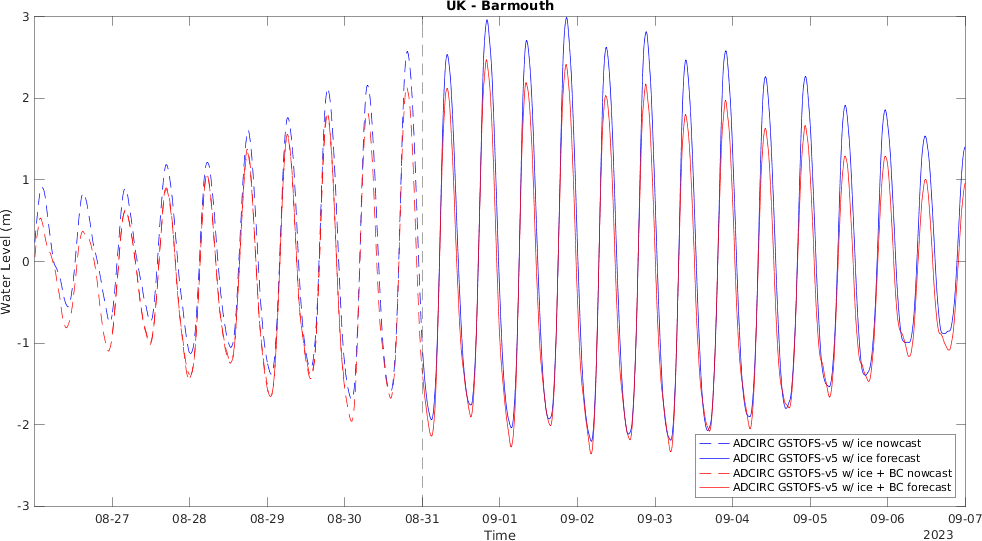 UK - Barmouth
3
2
1
0
-1
-2
-3
Water Level (m)
08-27 08-28 08-29 08-30 08-31 09-01 09-02 09-03 09-04 09-05 09-06 09-07
Time
2023
ADCIRC GSTOFS-v5 w/ ice nowcast
ADCIRC GSTOFS-v5 w/ ice forecast
ADCIRC GSTOFS-v5 w/ ice + BC nowcast
ADCIRC GSTOFS-v5 w/ ice + BC forecast